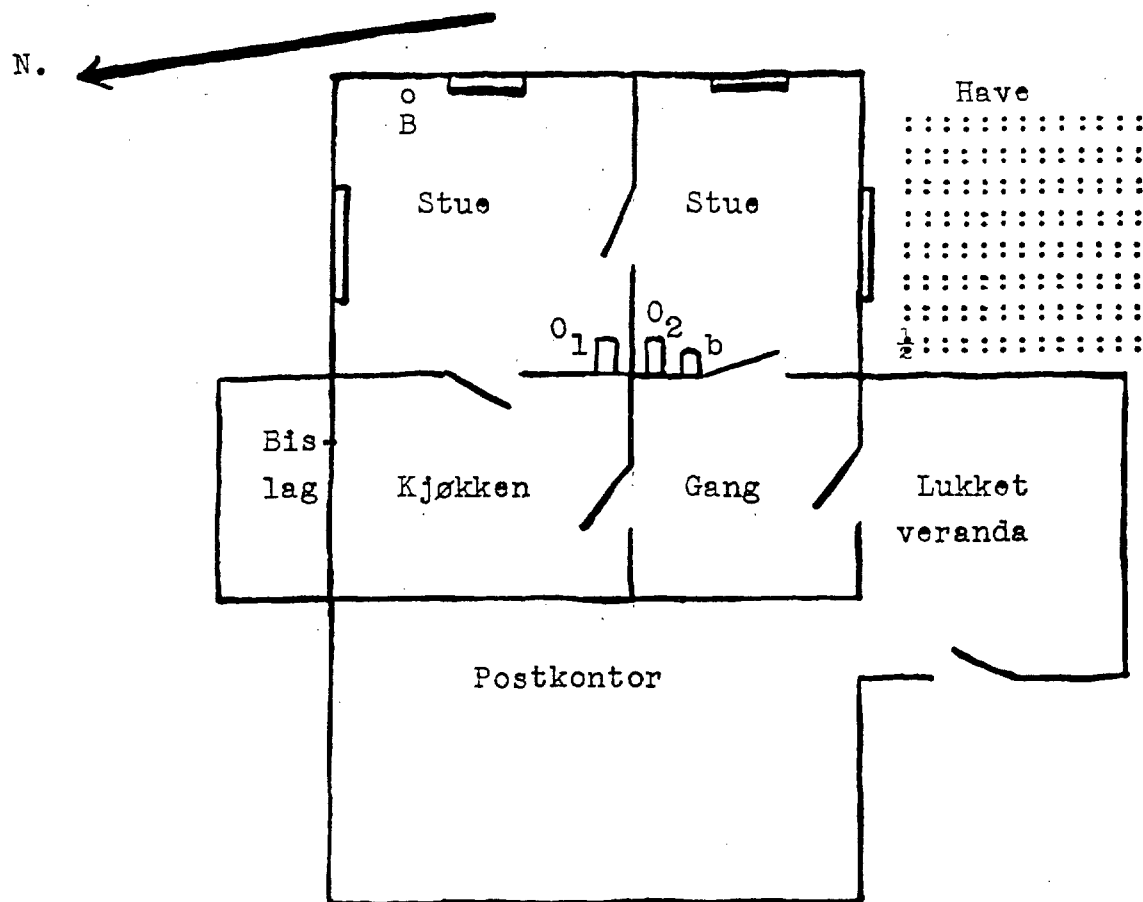 N.
Have
B
Stue
Stue
O1
O2
b
1/2
Bis-
lag
Kjøkken
Gang
Lukket
veranda
Postkontor